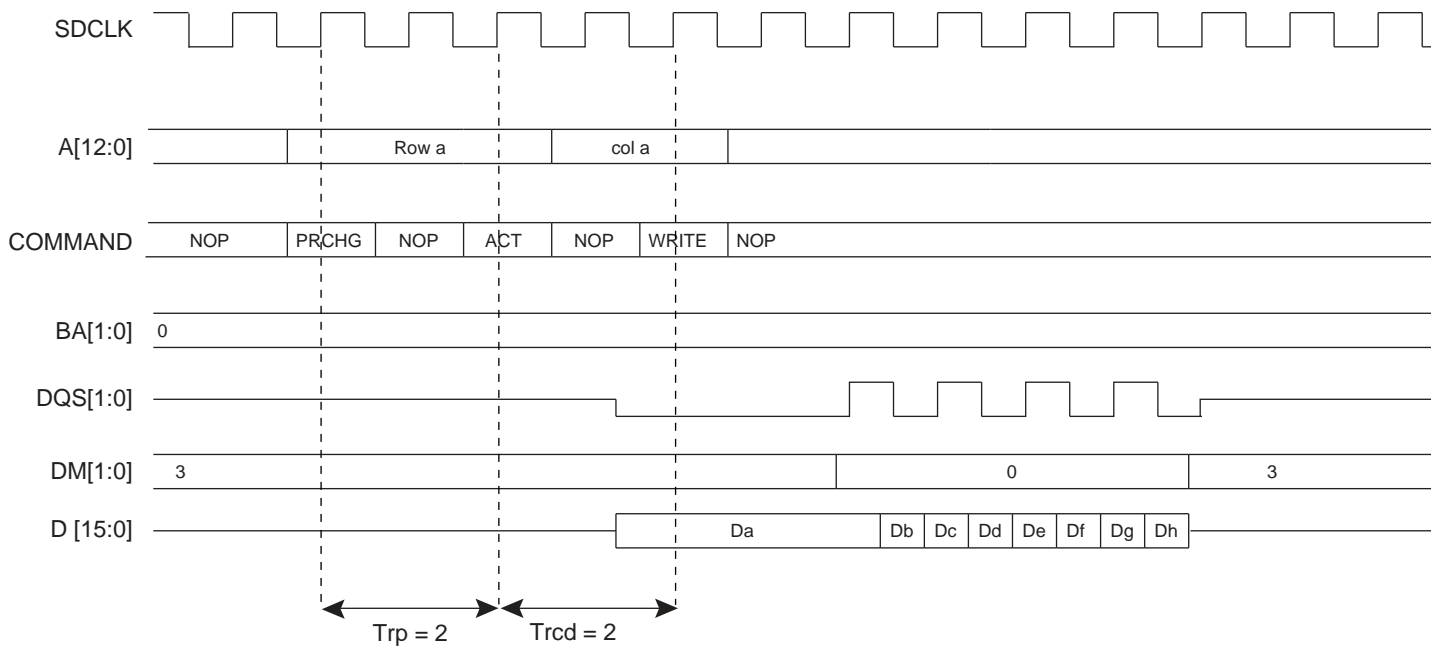 SDCLK
A[12:0] Row a col a
COMMAND NOP PRCHG NOP ACT NOP WRITE NOP
BA[1:0] 0
DQS[1:0]
DM[1:0] 3 0 3
D [15:0] Da Db Dc Dd De Df Dg Dh
Trp = 2 Trcd = 2